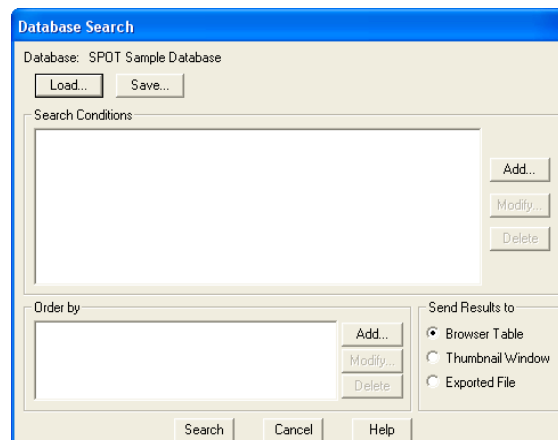 Database Search
Database: SPOT Sample Database
Load... Save...
Search Conditions
Add...
Modify...
Delete
Order by
Add...
Modify...
Delete
Send Results to
Browser Table
Thumbnail Window
Exported File
Search Cancel Help